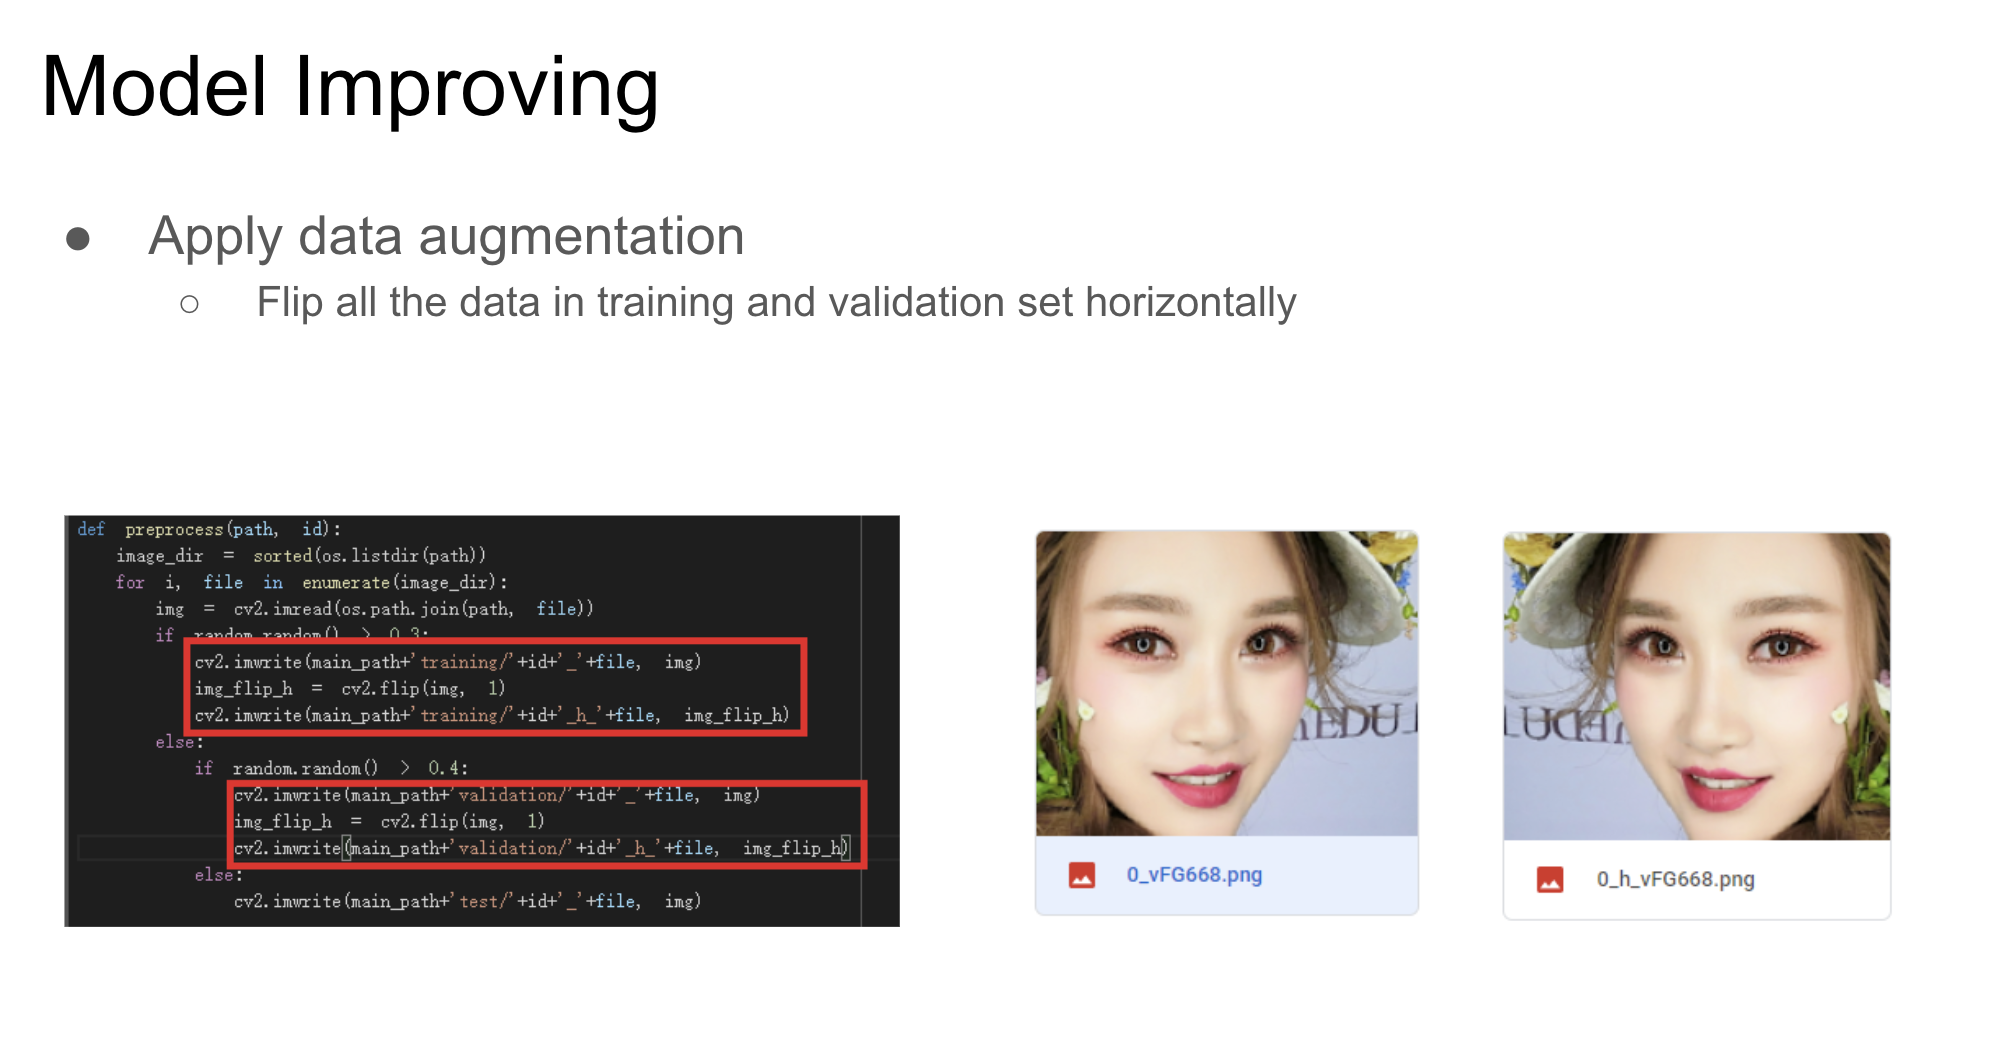 Model Improving
● Apply data augmentation
○ Flip all the data in training and validation set horizontally
def preprocess(path, id):
image_dir = sorted(os.listdir(path))
for i, file in enumerate(image_dir):
img = cv2.imread(os.path.join(path, file))
if random.random() > 0.3:
cv2.imwrite(main_path+'training/'+id+'_'+file, img)
img_flip_h = cv2.flip(img, 1)
cv2.imwrite(main_path+'training/'+id+'_h_'+file, img_flip_h)
else:
if random.random() > 0.4:
cv2.imwrite(main_path+'validation/'+id+'_'+file, img)
img_flip_h = cv2.flip(img, 1)
cv2.imwrite(main_path+'validation/'+id+'_h_'+file, img_flip_h)
else:
cv2.imwrite(main_path+'test/'+id+'_'+file, img)
0_vFG668.png
0_h_vFG668.png